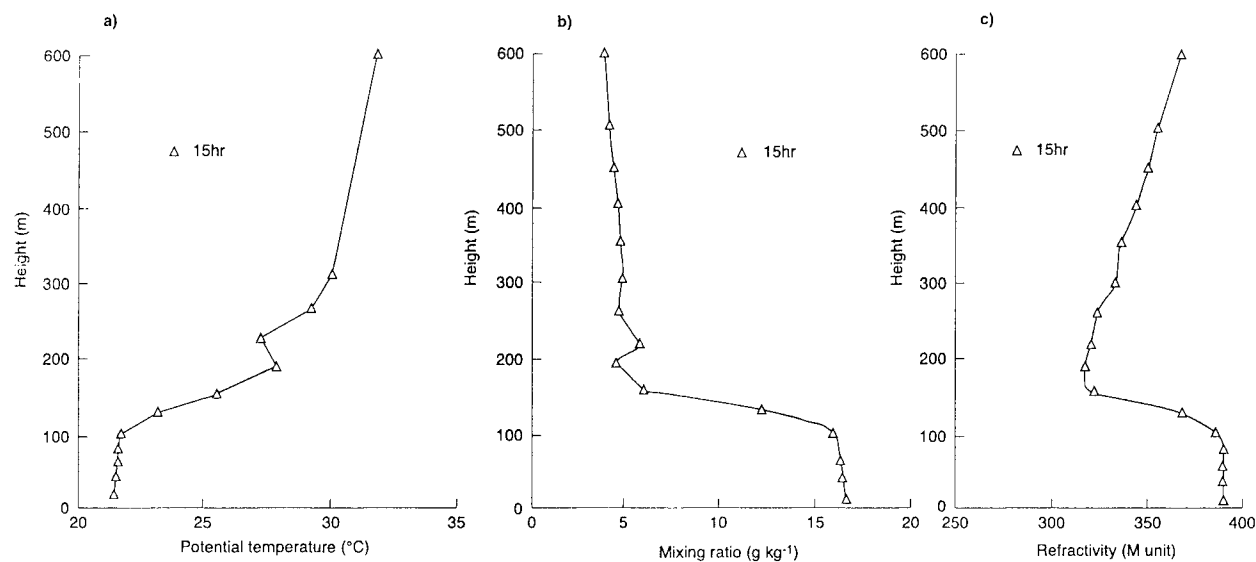 a)
600
500
400
300
200
100
0
20
25
30
35
Height (m)
Potential temperature (°C)
15hr
b)
600
500
400
300
200
100
0
0
5
10
15
20
Height (m)
Mixing ratio (g kg-1)
15hr
c)
600
500
400
300
200
100
0
250
300
350
400
Height (m)
Refractivity (M unit)
15hr